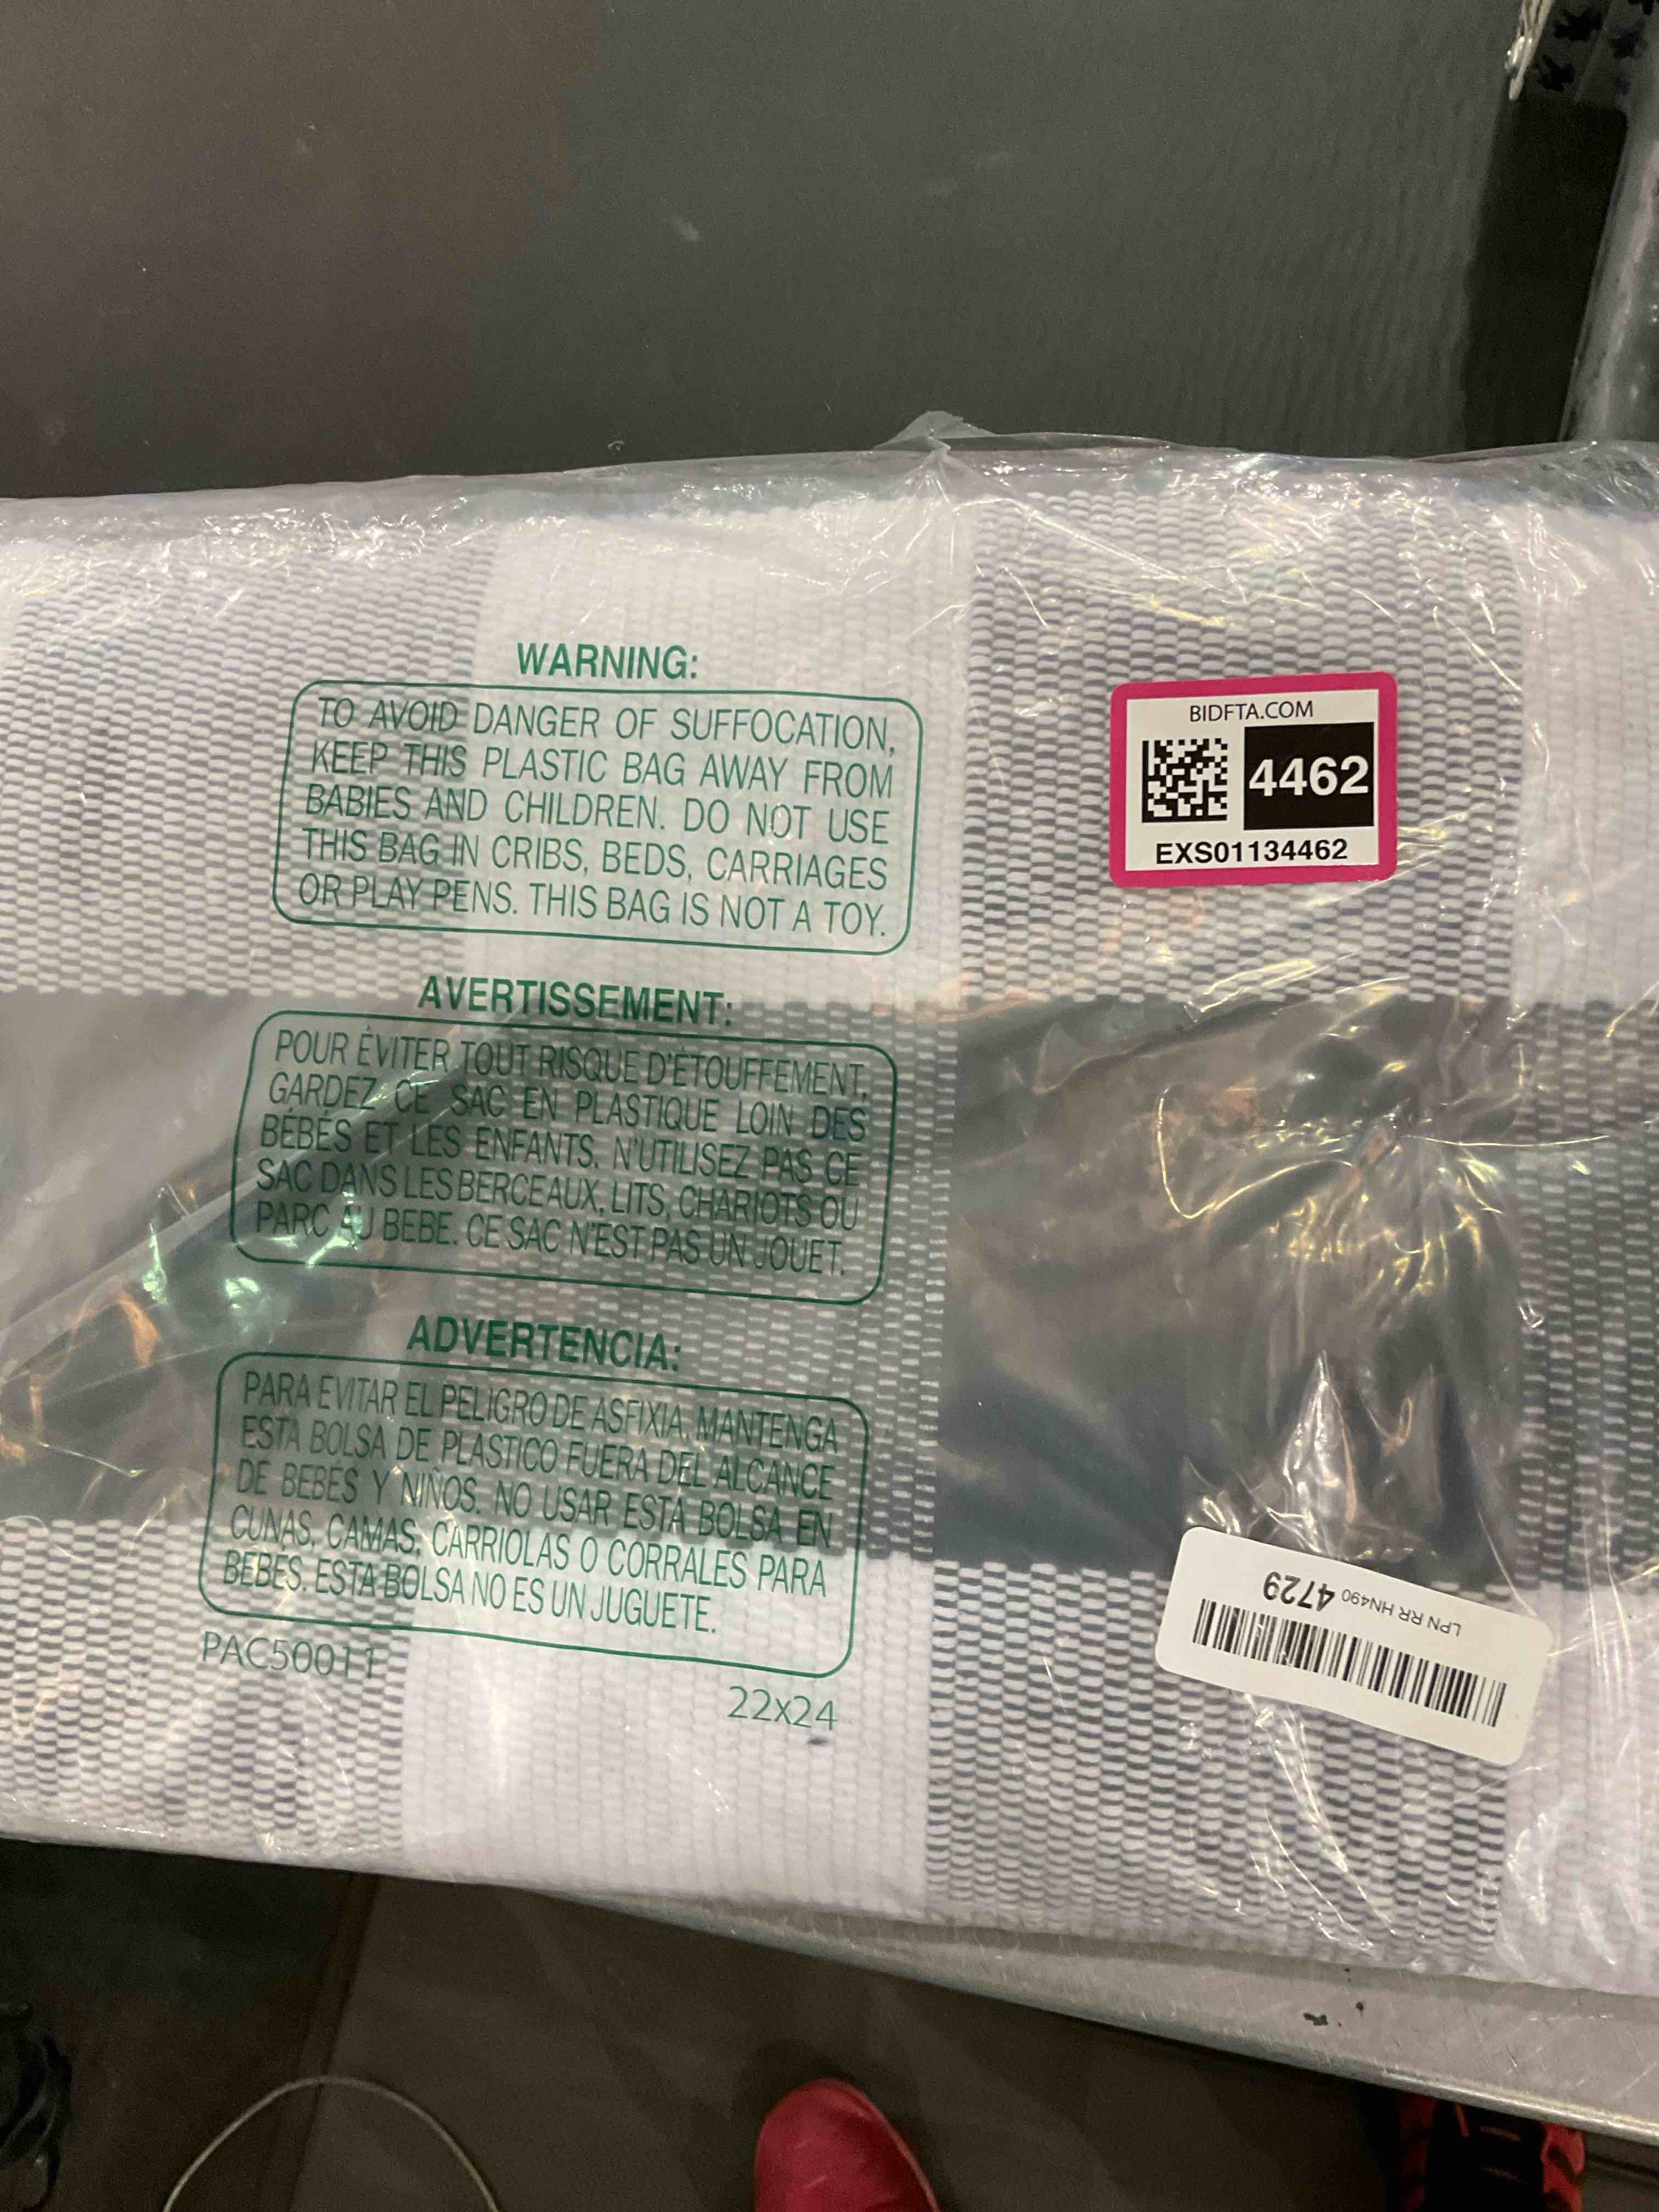 WARNING:
TO AVOID DANGER OF SUFFOCATION,
KEEP THIS PLASTIC BAG AWAY FROM
BABIES AND CHILDREN. DO NOT USE
THIS BAG IN CRIBS, BEDS, CARRIAGES
OR PLAY PENS. THIS BAG IS NOT A TOY.
AVERTISSEMENT:
POUR ÉVITER TOUT RISQUE D'ÉTOUFFEMENT,
GARDEZ CE SAC EN PLASTIQUE LOIN DES
BÉBÉS ET LES ENFANTS. N'UTILISEZ PAS CE
SAC DANS LES BERCEAUX, LITS, CHARIOTS OU
PARC AU BEBE. CE SAC N'EST PAS UN JOUET.
ADVERTENCIA:
PARA EVITAR EL PELIGRO DE ASFIXIA, MANTENGA
ESTA BOLSA DE PLASTICO FUERA DEL ALCANCE
DE BEBÉS Y NIÑOS. NO USAR ESTA BOLSA EN
CUNAS, CAMAS, CARRIOLAS O CORRALES PARA
BEBÉS. ESTA BOLSA NO ES UN JUGUETE.
PAC50011
22x24
BIDFTA.COM
4462
EXS01134462
LPN RR HN490 4729